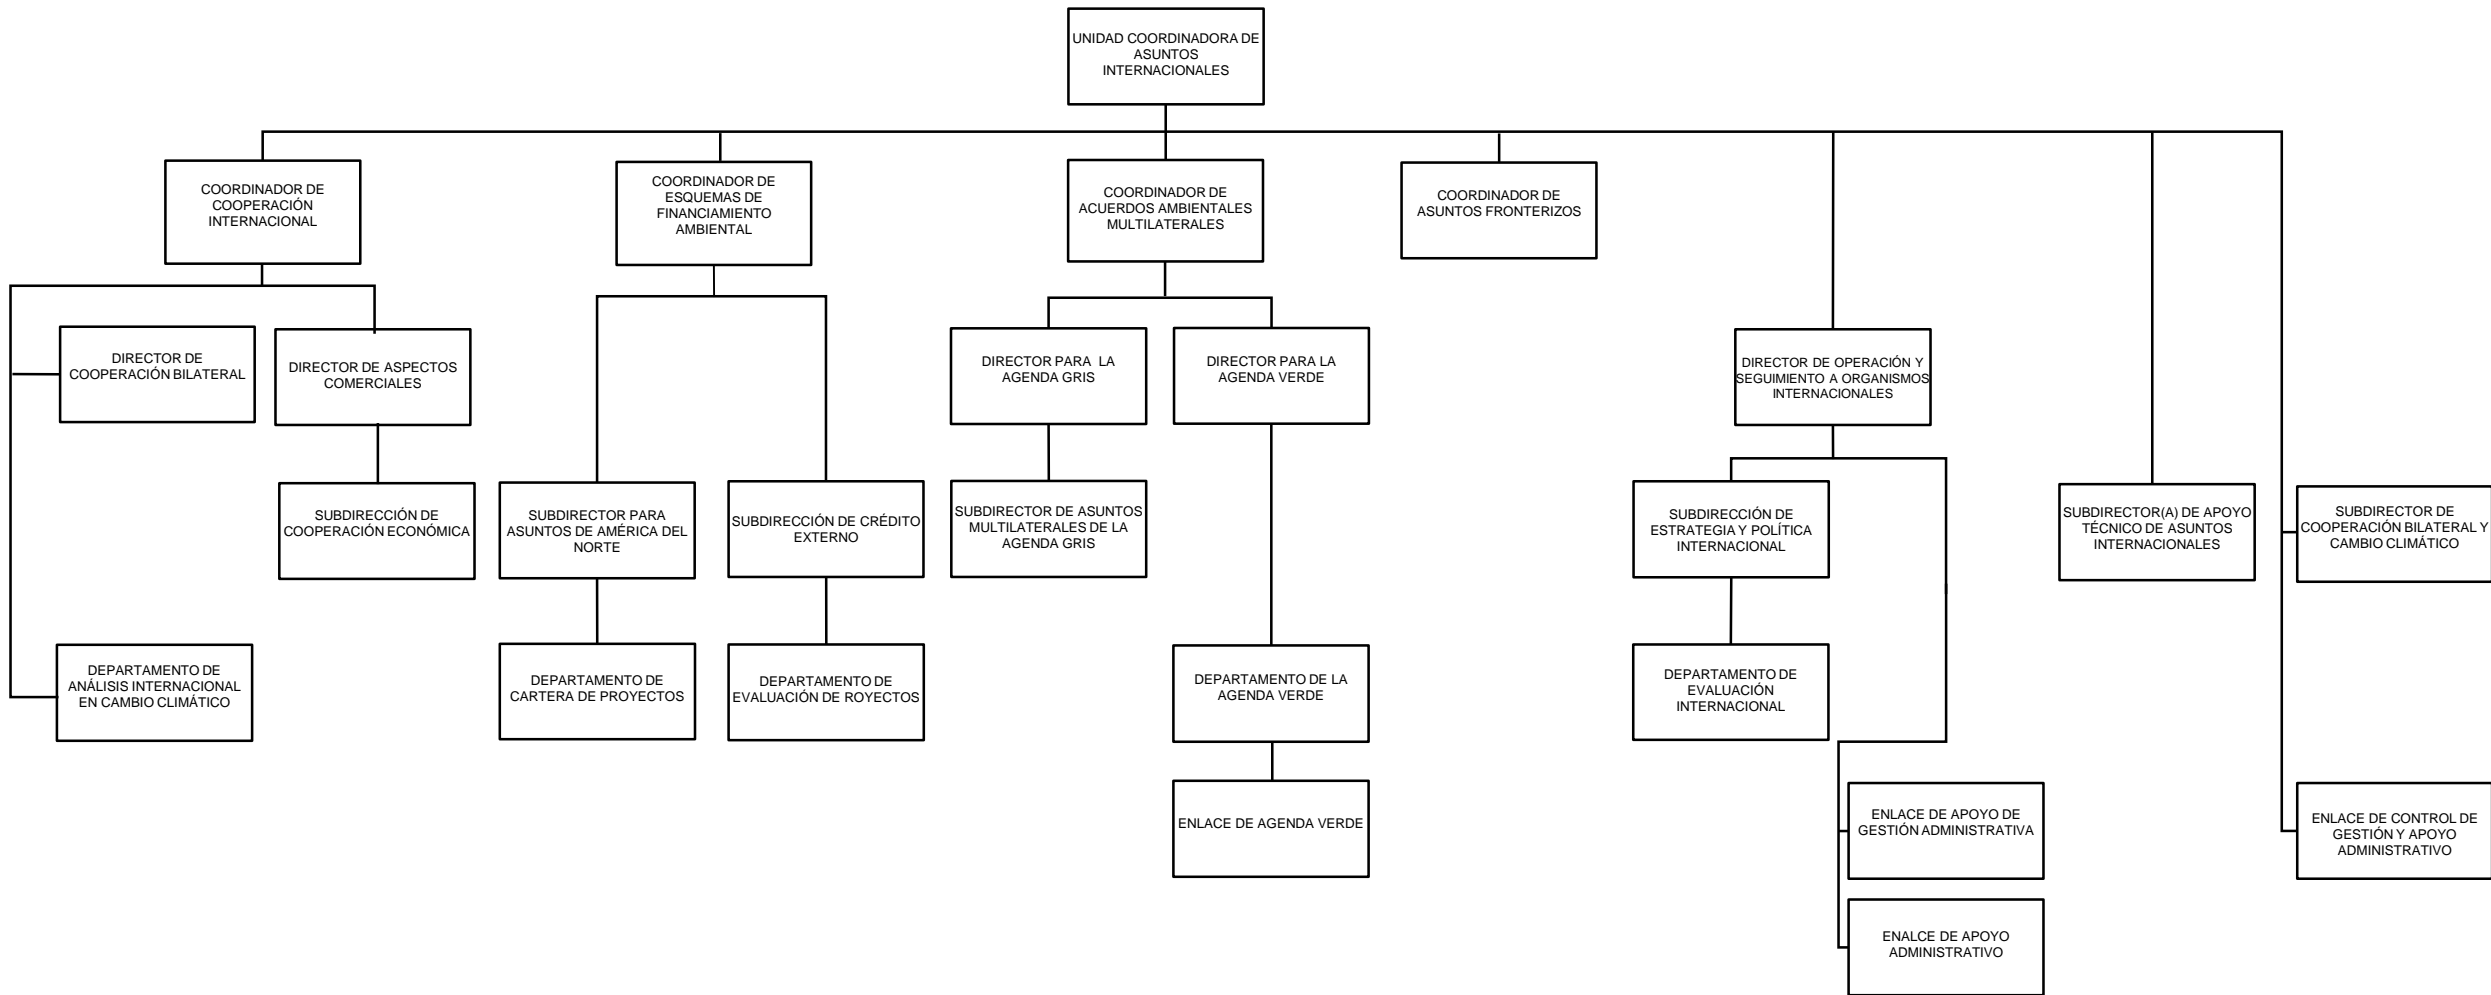 UNIDAD COORDINADORA DE
ASUNTOS
INTERNACIONALES
COORDINADOR DE
COOPERACIÓN
INTERNACIONAL
COORDINADOR DE
ESQUEMAS DE
FINANCIAMIENTO
AMBIENTAL
COORDINADOR DE
ACUERDOS AMBIENTALES
MULTILATERALES
COORDINADOR DE
ASUNTOS FRONTERIZOS
DIRECTOR DE
COOPERACIÓN BILATERAL
DIRECTOR DE ASPECTOS
COMERCIALES
DIRECTOR PARA  LA
AGENDA GRIS
DIRECTOR PARA LA
AGENDA VERDE
DIRECTOR DE OPERACIÓN Y
SEGUIMIENTO A ORGANISMOS
INTERNACIONALES
SUBDIRECCIÓN DE
COOPERACIÓN ECONÓMICA
SUBDIRECTOR PARA
ASUNTOS DE AMÉRICA DEL
NORTE
SUBDIRECCIÓN DE CRÉDITO
EXTERNO
SUBDIRECTOR DE ASUNTOS
MULTILATERALES DE LA
AGENDA GRIS
SUBDIRECCIÓN DE
ESTRATEGIA Y POLÍTICA
INTERNACIONAL
SUBDIRECTOR(A) DE APOYO
TÉCNICO DE ASUNTOS
INTERNACIONALES
SUBDIRECTOR DE
COOPERACIÓN BILATERAL Y
CAMBIO CLIMÁTICO
DEPARTAMENTO DE
ANÁLISIS INTERNACIONAL
EN CAMBIO CLIMÁTICO
DEPARTAMENTO DE
CARTERA DE PROYECTOS
DEPARTAMENTO DE
EVALUACIÓN DE ROYECTOS
DEPARTAMENTO DE LA
AGENDA VERDE
DEPARTAMENTO DE
EVALUACIÓN
INTERNACIONAL
ENLACE DE AGENDA VERDE
ENLACE DE APOYO DE
GESTIÓN ADMINISTRATIVA
ENLACE DE CONTROL DE
GESTIÓN Y APOYO
ADMINISTRATIVO
ENALCE DE APOYO
ADMINISTRATIVO